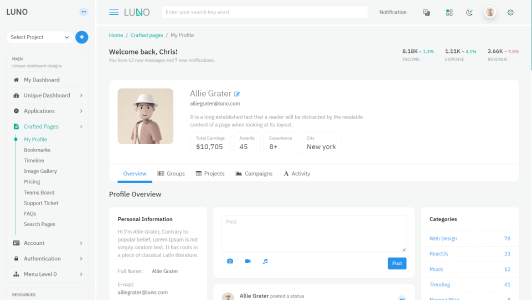 LUNO
LUNO
Enter your search key word
Notification
Select Project
Home / Crafted pages / My Profile
Welcome back, Chris!
You have 12 new messages and 7 new notifications.
8.18K 1.3%
INCOME
1.11K 4.1%
EXPENSE
3.66K 7.5%
REVENUE
MAIN
Unique dashboard designs
My Dashboard
Unique Dashboard
Applications
Crafted Pages
My Profile
Bookmarks
Timeline
Image Gallery
Pricing
Teams Board
Support Ticket
FAQs
Search Pages
Account
Authentication
Menu Level 0
RESOURCES
Allie Grater
alliegrater@luno.com
It is a long established fact that a reader will be distracted by the readable
content of a page when looking at its layout.
Total Earnings
$10,705
Awards
45
Experience
8+
City
New york
Overview
Groups
Projects
Campaigns
Activity
Profile Overview
Personal Information
Hi I'm Allie Grater, Contrary to
popular belief, Lorem Ipsum is not
simply random text. It has roots in
a piece of classical Latin literature.
Full Name: Allie Grater
E-mail:
alliegrater@luno.com
Post
Post
Allie Grater posted a status
Categories
Web Design 78
ReactJs 23
Music 12
Trending 41